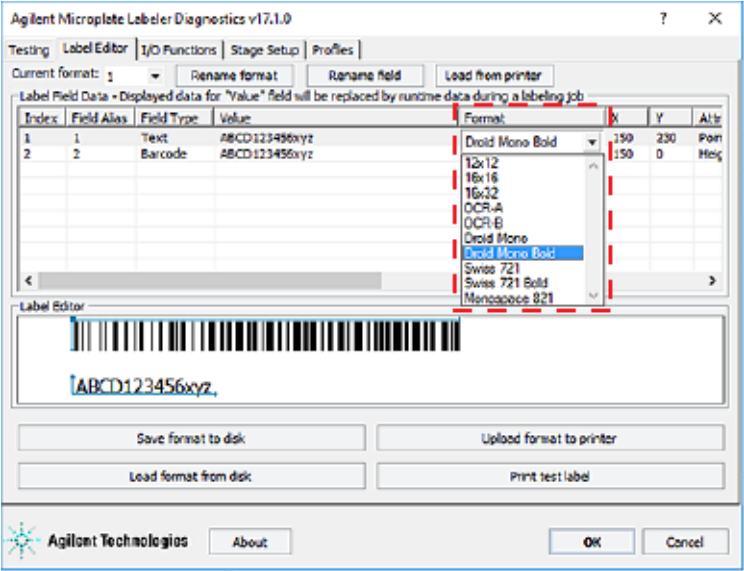 Agilent Microplate Labeler Diagnostics v17.1.0 ? X
Testing Label Editor I/O Functions Stage Setup Profiles
Current format: 1 Rename format Rename field Load from printer
Label Field Data - Displayed data for "Value" field will be replaced by runtime data during a labeling job
Index Field Alias Field Type Value Format X Y Attr
1 1 Text ABCD123456xyz Droid Mono Bold 150 230 Poin
2 2 Barcode ABCD123456xyz 150 0 Heig
12x12
16x16
16x32
OCR-A
OCR-B
Droid Mono
Droid Mono Bold
Swiss 721
Swiss 721 Bold
Monospace 821
Label Editor
ABCD123456xyz
Save format to disk Upload format to printer
Load format from disk Print test label
Agilent Technologies About OK Cancel